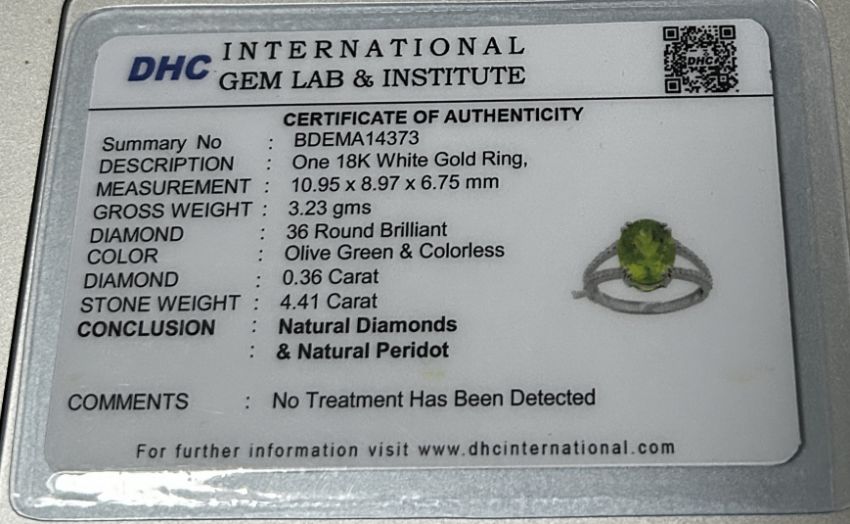 DHC INTERNATIONAL
GEM LAB & INSTITUTE
DHC
CERTIFICATE OF AUTHENTICITY
Summary No : BDEMA14373
DESCRIPTION : One 18K White Gold Ring,
MEASUREMENT : 10.95 x 8.97 x 6.75 mm
GROSS WEIGHT : 3.23 gms
DIAMOND : 36 Round Brilliant
COLOR : Olive Green & Colorless
DIAMOND : 0.36 Carat
STONE WEIGHT : 4.41 Carat
CONCLUSION : Natural Diamonds
: & Natural Peridot
COMMENTS : No Treatment Has Been Detected
For further information visit www.dhcinternational.com